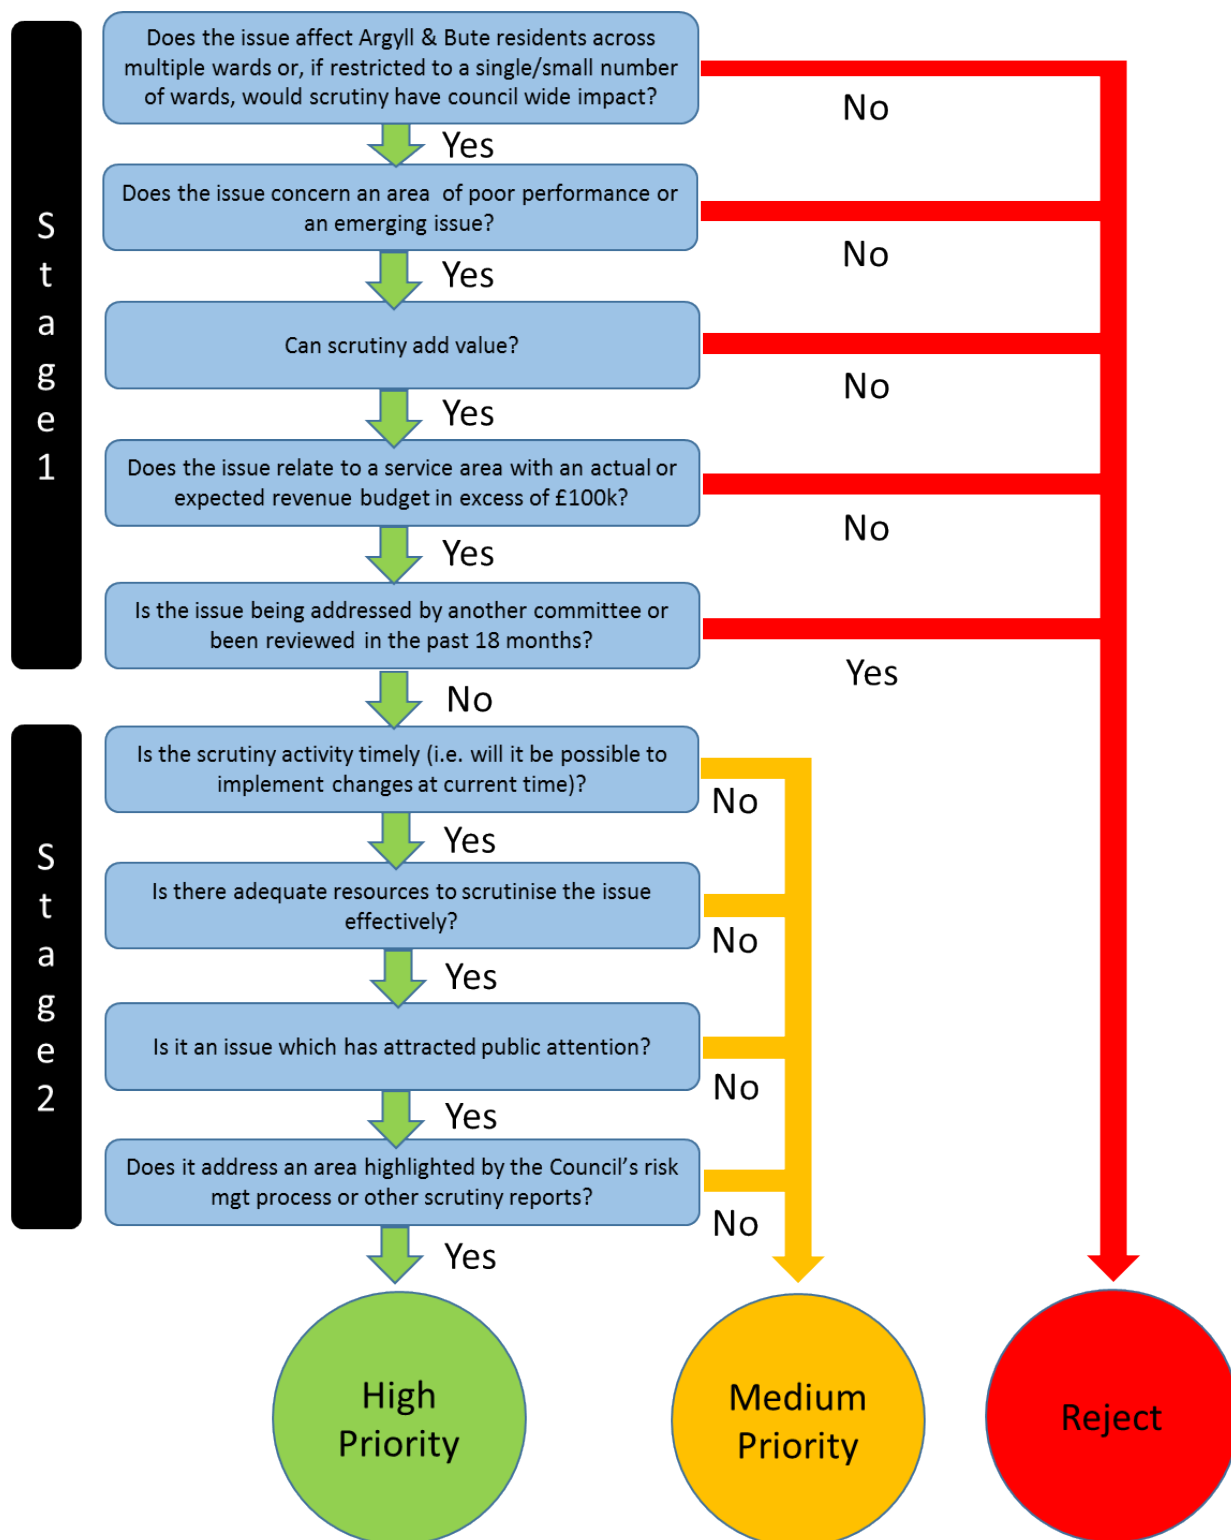 Stage 1
Does the issue affect Argyll & Bute residents across
multiple wards or, if restricted to a single/small number
of wards, would scrutiny have council wide impact?
No
Yes
Does the issue concern an area of poor performance or
an emerging issue?
No
Yes
Can scrutiny add value?
No
Yes
Does the issue relate to a service area with an actual or
expected revenue budget in excess of £100k?
No
Yes
Is the issue being addressed by another committee or
been reviewed in the past 18 months?
Yes
No
Stage 2
Is the scrutiny activity timely (i.e. will it be possible to
implement changes at current time)?
No
Yes
Is there adequate resources to scrutinise the issue
effectively?
No
Yes
Is it an issue which has attracted public attention?
No
Yes
Does it address an area highlighted by the Council’s risk
mgt process or other scrutiny reports?
No
Yes
High
Priority
Medium
Priority
Reject